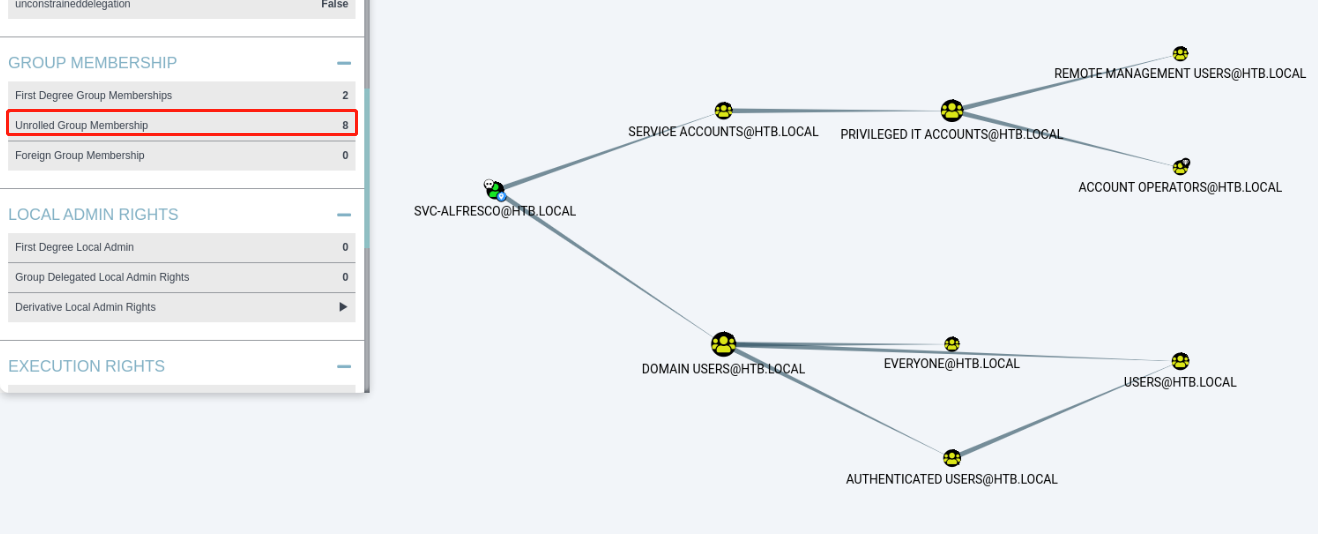 unconstraineddelegation False
GROUP MEMBERSHIP
First Degree Group Memberships 2
Unrolled Group Membership 8
Foreign Group Membership 0
LOCAL ADMIN RIGHTS
First Degree Local Admin 0
Group Delegated Local Admin Rights 0
Derivative Local Admin Rights
EXECUTION RIGHTS
REMOTE MANAGEMENT USERS@HTB.LOCAL
SERVICE ACCOUNTS@HTB.LOCAL
PRIVILEGED IT ACCOUNTS@HTB.LOCAL
ACCOUNT OPERATORS@HTB.LOCAL
SVC-ALFRESCO@HTB.LOCAL
DOMAIN USERS@HTB.LOCAL
EVERYONE@HTB.LOCAL
USERS@HTB.LOCAL
AUTHENTICATED USERS@HTB.LOCAL